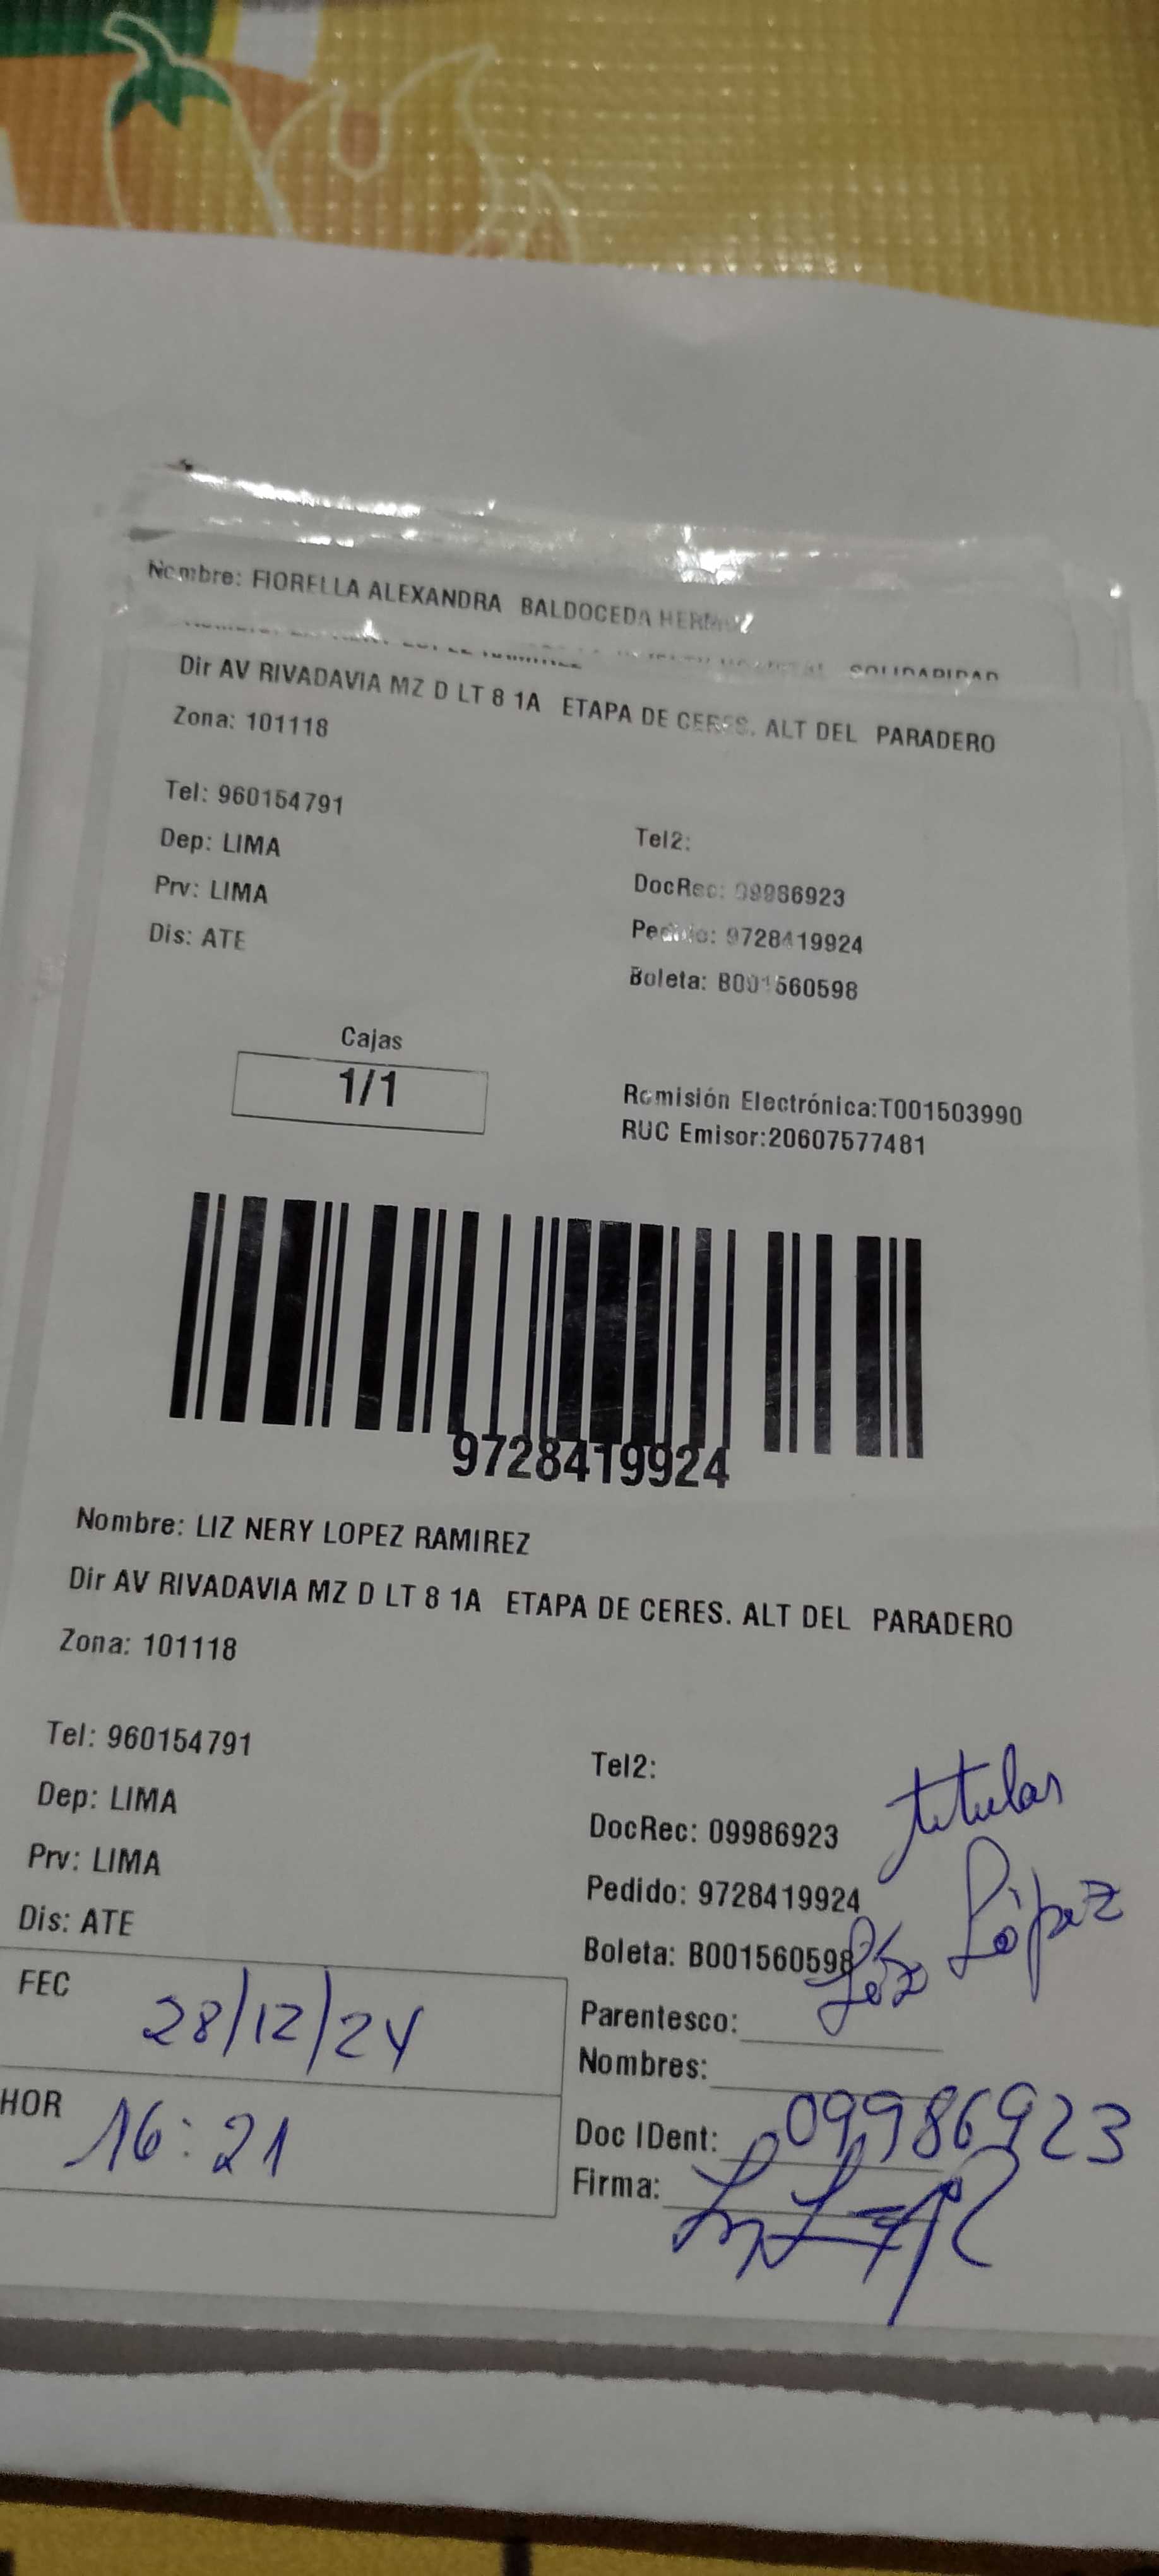 Nombre: FIORELLA ALEXANDRA BALDOCEDA
SOLIDARIDAD
Dir AV RIVADAVIA MZ D LT 8 1A ETAPA DE CERES. ALT DEL PARADERO
Zona: 101118
Tel: 960154791
Tel2:
Dep: LIMA
DocRec: 09986923
Prv: LIMA
Pedido: 9728419924
Dis: ATE
Boleta: B001560598
Cajas
1/1
Remisión Electrónica:T001503990
RUC Emisor:20607577481
9728419924
Nombre: LIZ NERY LOPEZ RAMIREZ
Dir AV RIVADAVIA MZ D LT 8 1A ETAPA DE CERES. ALT DEL PARADERO
Zona: 101118
Tel: 960154791
Tel2:
titular
Dep: LIMA
DocRec: 09986923
Prv: LIMA
Pedido: 9728419924
López
Dis: ATE
Boleta: B001560598
FEC 28/12/24
Parentesco:
Nombres:
HOR 16:21
Doc IDent: 09986923
Firma: